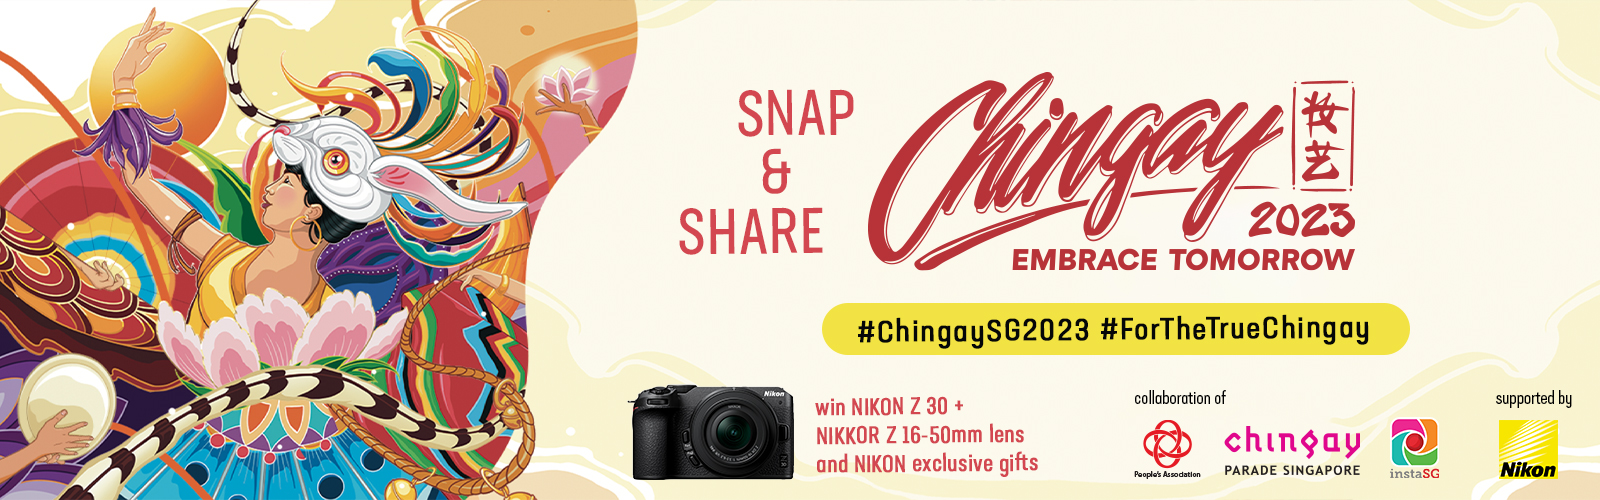 SNAP
&
SHARE
Chingay
妆艺
2023
EMBRACE TOMORROW
#ChingaySG2023 #ForTheTrueChingay
Nikon
win NIKON Z 30 +
NIKKOR Z 16-50mm lens
and NIKON exclusive gifts
collaboration of
People's Association
chingay
PARADE SINGAPORE
instaSG
supported by
Nikon